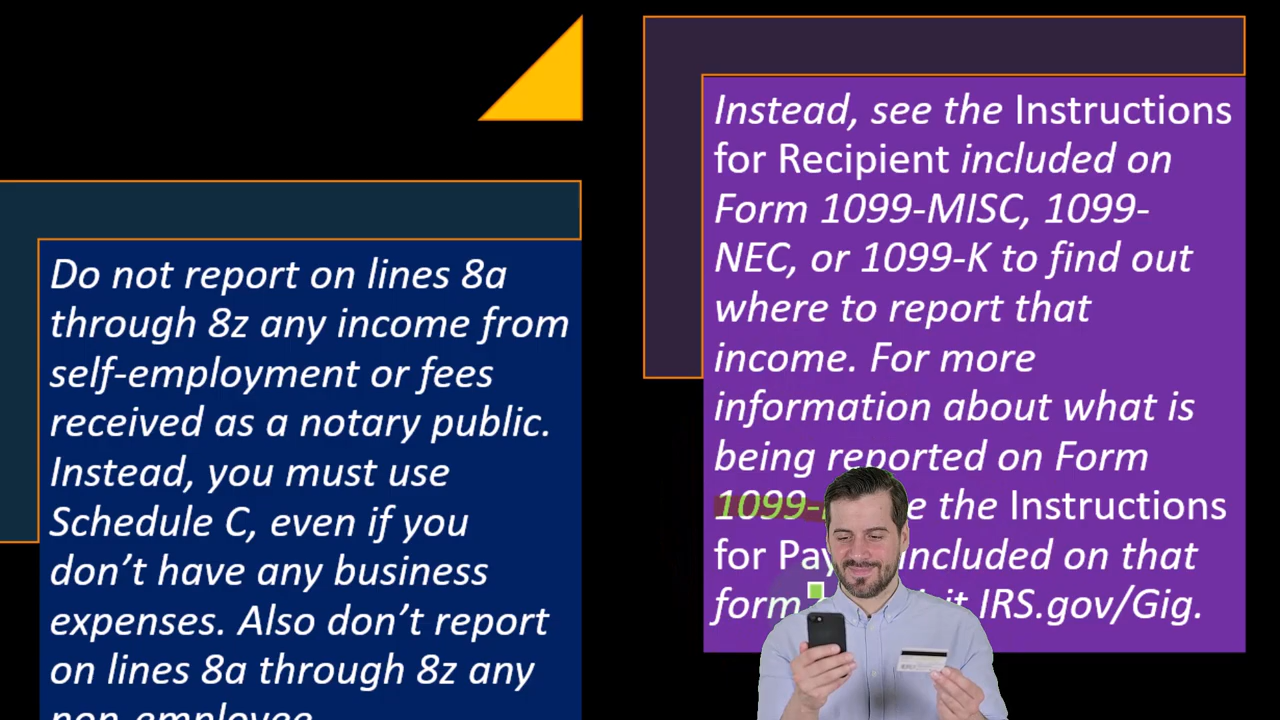 Do not report on lines 8a
through 8z any income from
self-employment or fees
received as a notary public.
Instead, you must use
Schedule C, even if you
don’t have any business
expenses. Also don’t report
on lines 8a through 8z any
non-employee
Instead, see the Instructions
for Recipient included on
Form 1099-MISC, 1099-
NEC, or 1099-K to find out
where to report that
income. For more
information about what is
being reported on Form
1099- the Instructions
for included on that
form IRS.gov/Gig.